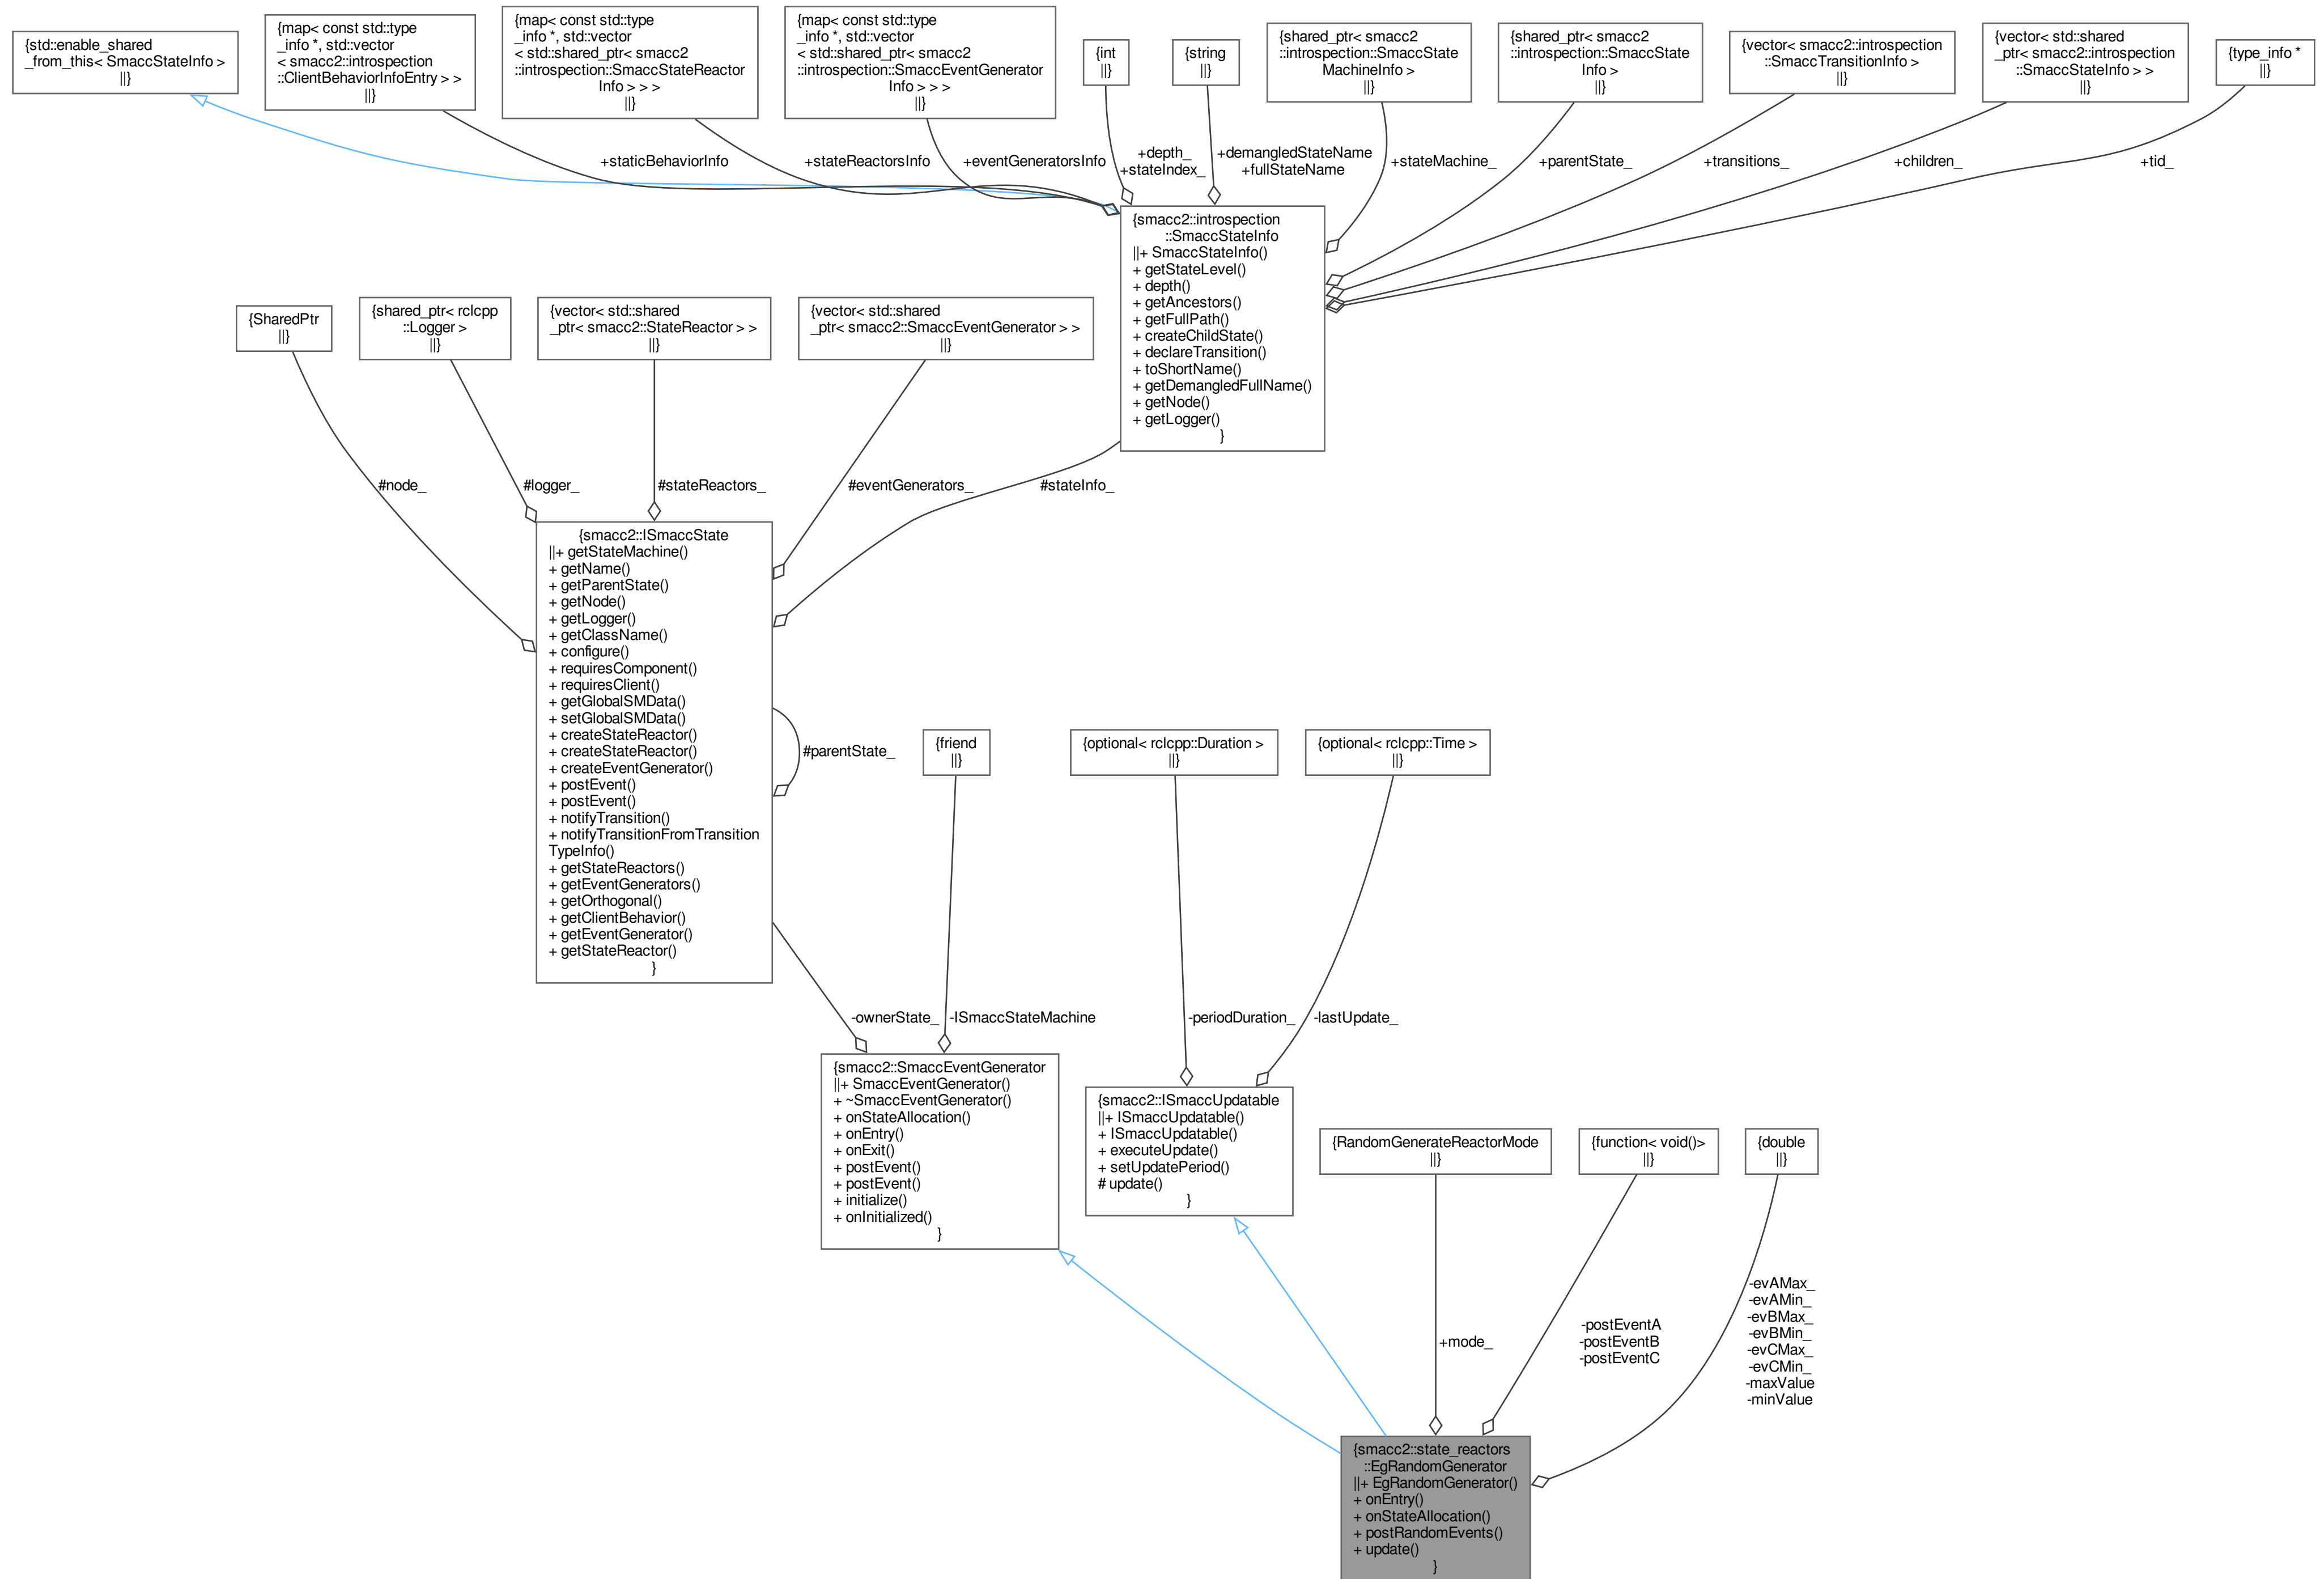 {std::enable_shared
_from_this< SmaccStateInfo >
||}
{map< const std::type
_info *, std::vector
< smacc2::introspection
::ClientBehaviorInfoEntry > >
||}
{map< const std::type
_info *, std::vector
< std::shared_ptr< smacc2
::introspection::SmaccStateReactor
Info > > >
||}
{map< const std::type
_info *, std::vector
< std::shared_ptr< smacc2
::introspection::SmaccEventGenerator
Info > > >
||}
{int
||}
{string
||}
{shared_ptr< smacc2
::introspection::SmaccState
MachineInfo >
||}
{shared_ptr< smacc2
::introspection::SmaccState
Info >
||}
{vector< smacc2::introspection
::SmaccTransitionInfo >
||}
{vector< std::shared
_ptr< smacc2::introspection
::SmaccStateInfo > >
||}
{type_info *
||}
+staticBehaviorInfo
+stateReactorsInfo
+eventGeneratorsInfo
+depth_
+stateIndex_
+demangledStateName
+fullStateName
+stateMachine_
+parentState_
+transitions_
+children_
+tid_
{smacc2::introspection
::SmaccStateInfo
||+ SmaccStateInfo()
+ getStateLevel()
+ depth()
+ getAncestors()
+ getFullPath()
+ createChildState()
+ declareTransition()
+ toShortName()
+ getDemangledFullName()
+ getNode()
+ getLogger()
}
{SharedPtr
||}
{shared_ptr< rclcpp
::Logger >
||}
{vector< std::shared
_ptr< smacc2::StateReactor > >
||}
{vector< std::shared
_ptr< smacc2::SmaccEventGenerator > >
||}
#node_
#logger_
#stateReactors_
#eventGenerators_
#stateInfo_
{smacc2::ISmaccState
||+ getStateMachine()
+ getName()
+ getParentState()
+ getNode()
+ getLogger()
+ getClassName()
+ configure()
+ requiresComponent()
+ requiresClient()
+ getGlobalSMData()
+ setGlobalSMData()
+ createStateReactor()
+ createStateReactor()
+ createEventGenerator()
+ postEvent()
+ postEvent()
+ notifyTransition()
+ notifyTransitionFromTransition
TypeInfo()
+ getStateReactors()
+ getEventGenerators()
+ getOrthogonal()
+ getClientBehavior()
+ getEventGenerator()
+ getStateReactor()
}
#parentState_
{friend
||}
{optional< rclcpp::Duration >
||}
{optional< rclcpp::Time >
||}
-ownerState_
-ISmaccStateMachine
-periodDuration_
-lastUpdate_
{smacc2::SmaccEventGenerator
||+ SmaccEventGenerator()
+ ~SmaccEventGenerator()
+ onStateAllocation()
+ onEntry()
+ onExit()
+ postEvent()
+ postEvent()
+ initialize()
+ onInitialized()
}
{smacc2::ISmaccUpdatable
||+ ISmaccUpdatable()
+ ISmaccUpdatable()
+ executeUpdate()
+ setUpdatePeriod()
# update()
}
{RandomGenerateReactorMode
||}
{function< void()>
||}
{double
||}
+mode_
-postEventA
-postEventB
-postEventC
-evAMax_
-evAMin_
-evBMax_
-evBMin_
-evCMax_
-evCMin_
-maxValue
-minValue
{smacc2::state_reactors
::EgRandomGenerator
||+ EgRandomGenerator()
+ onEntry()
+ onStateAllocation()
+ postRandomEvents()
+ update()
}